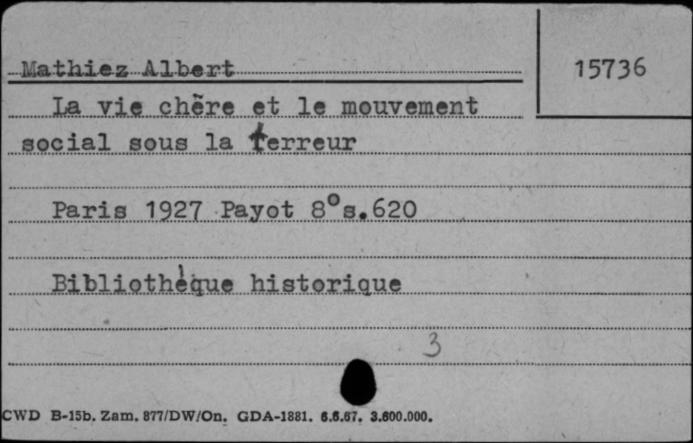 Mathiez Albert
15736
La vie chère et le mouvement
social sous la terreur
Paris 1927 Payot 8° s.620
Bibliothèque historique
3
CWD B-15b. Zam. 877/DW/On. GDA-1881. 6.6.67. 3.600.000.